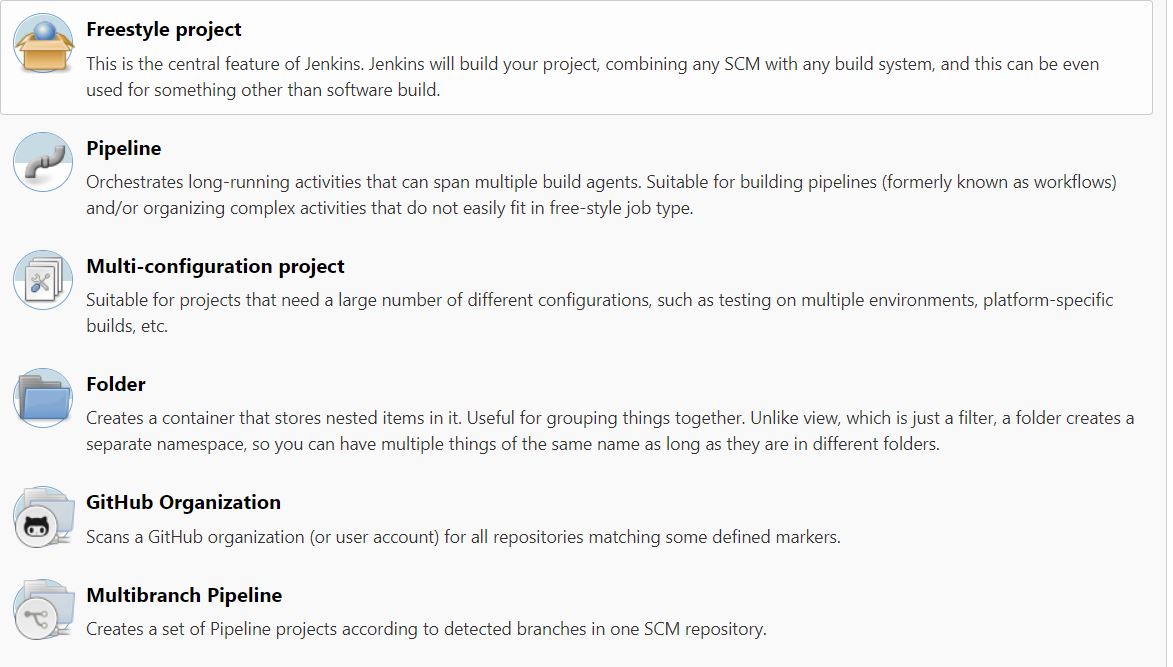 Freestyle project
This is the central feature of Jenkins. Jenkins will build your project, combining any SCM with any build system, and this can be even
used for something other than software build.
Pipeline
Orchestrates long-running activities that can span multiple build agents. Suitable for building pipelines (formerly known as workflows)
and/or organizing complex activities that do not easily fit in free-style job type.
Multi-configuration project
Suitable for projects that need a large number of different configurations, such as testing on multiple environments, platform-specific
builds, etc.
Folder
Creates a container that stores nested items in it. Useful for grouping things together. Unlike view, which is just a filter, a folder creates a
separate namespace, so you can have multiple things of the same name as long as they are in different folders.
GitHub Organization
Scans a GitHub organization (or user account) for all repositories matching some defined markers.
Multibranch Pipeline
Creates a set of Pipeline projects according to detected branches in one SCM repository.